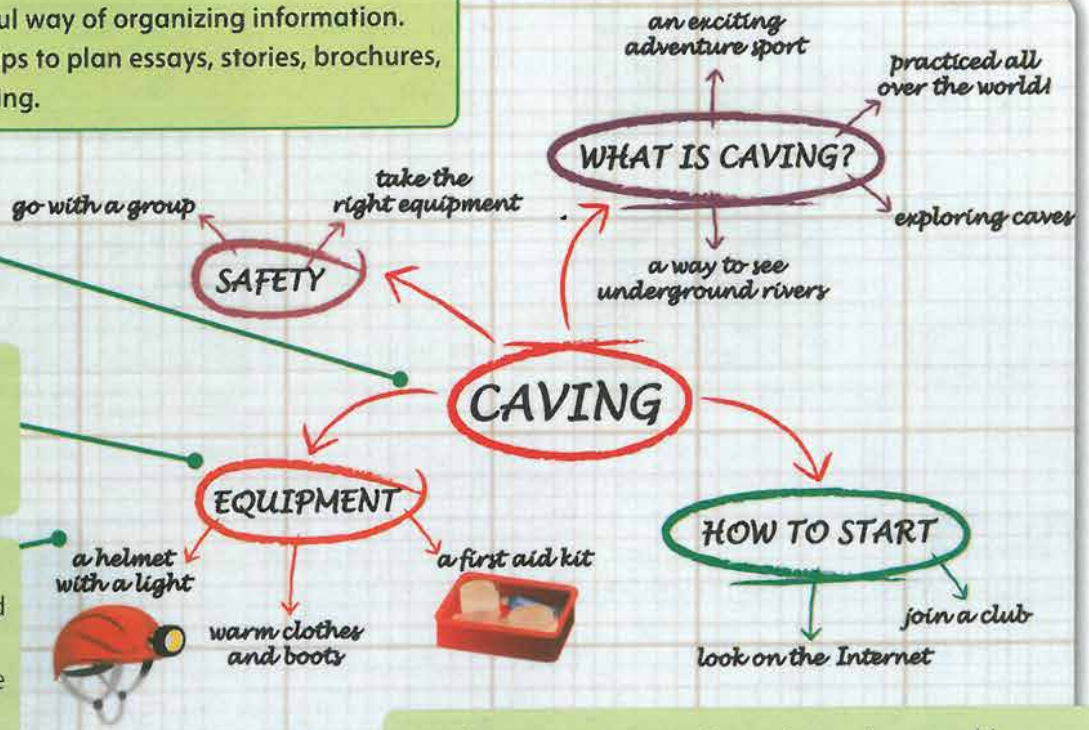 ul way of organizing information.
ps to plan essays, stories, brochures,
ing.
an exciting
adventure sport
practiced all
over the world!
WHAT IS CAVING?
exploring caves
a way to see
underground rivers
go with a group
take the
right equipment
SAFETY
CAVING
EQUIPMENT
a helmet
with a light
warm clothes
and boots
a first aid kit
HOW TO START
join a club
look on the Internet
d
e